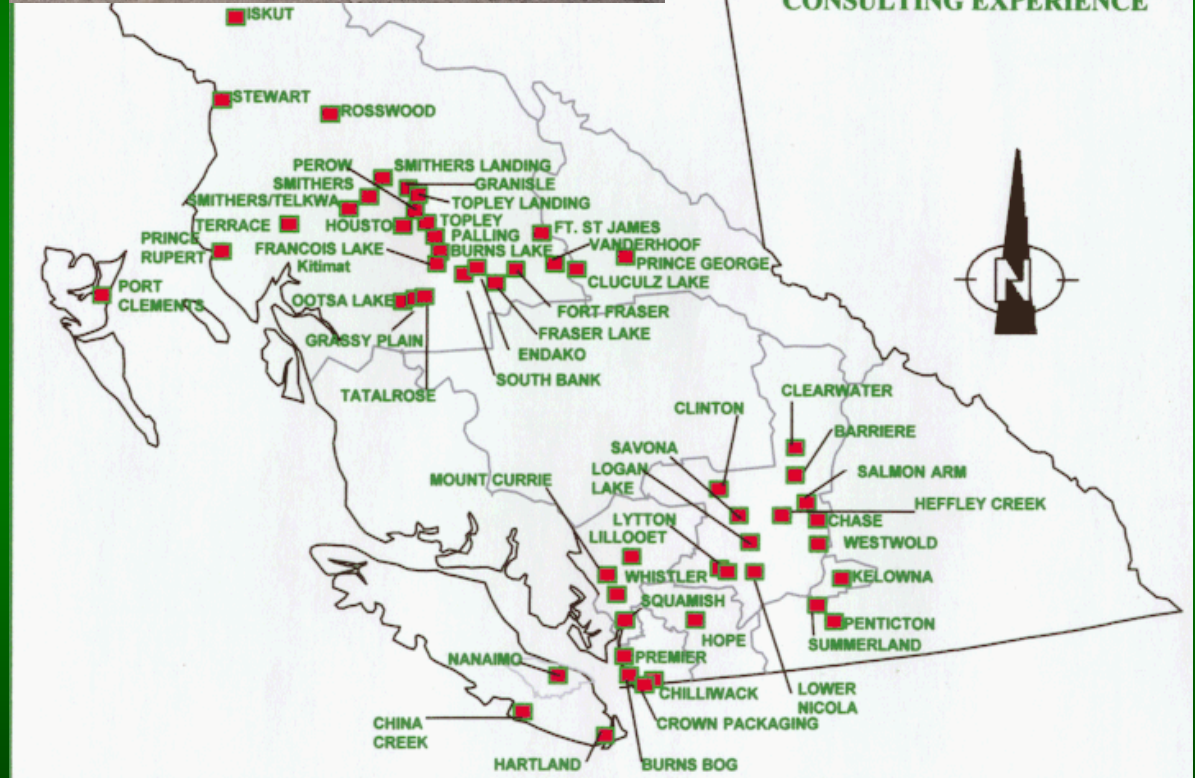 CONSULTING EXPERIENCE
ISKUT
STEWART
ROSSWOOD
PEROW
SMITHERS LANDING
SMITHERS
GRANISLE
SMITHERS/TELKWA
TOPLEY LANDING
TERRACE
HOUSTO
TOPLEY
FT. ST JAMES
PALLING
PRINCE
RUPERT
FRANCOIS LAKE
BURNS LAKE
VANDERHOOF
Kitimat
PRINCE GEORGE
PORT
CLEMENTS
CLUCULZ LAKE
OOTSA LAKE
FORT FRASER
GRASSY PLAIN
FRASER LAKE
ENDAKO
SOUTH BANK
TATALROSE
CLEARWATER
CLINTON
BARRIERE
SAVONA
LOGAN
LAKE
SALMON ARM
MOUNT CURRIE
HEFFLEY CREEK
LYTTON
CHASE
LILLOOET
WESTWOLD
WHISTLER
KELOWNA
SQUAMISH
HOPE
PENTICTON
SUMMERLAND
NANAIMO
PREMIER
CHILLIWACK
LOWER
NICOLA
CHINA
CREEK
CROWN PACKAGING
HARTLAND
BURNS BOG
N